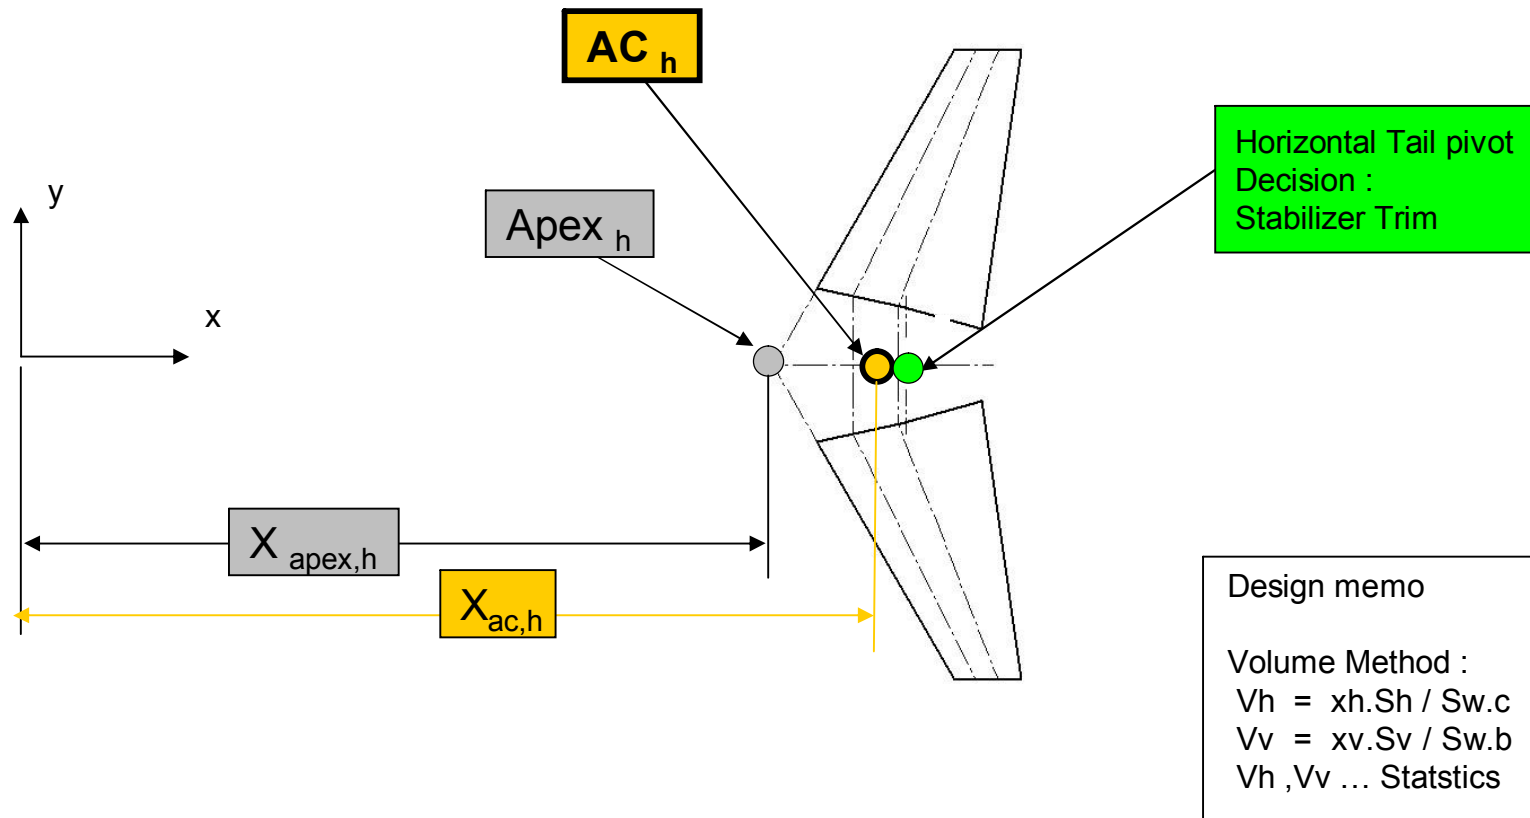 AC h
y
Horizontal Tail pivot
Decision :
Stabilizer Trim
Apex h
x
X apex,h
Xac,h
Design memo
Volume Method :
Vh = xh.Sh / Sw.c
Vv = xv.Sv / Sw.b
Vh ,Vv … Statstics